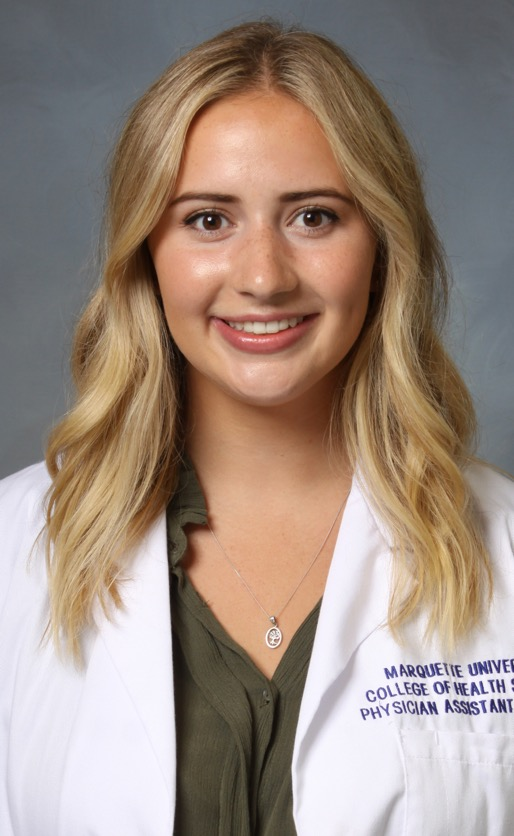 MARQUETTE UNIVER
COLLEGE OF HEALTH S
PHYSICIAN ASSISTANT